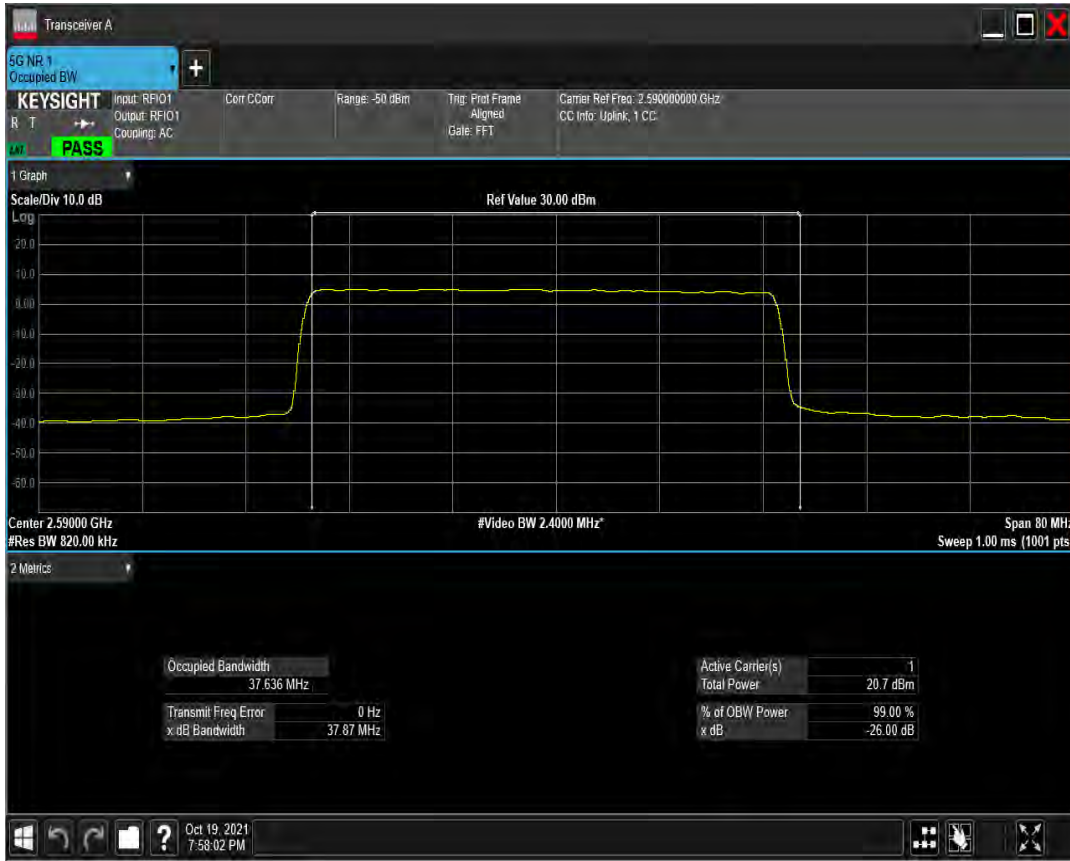 Transceiver A
5G NR 1
Occupied BW
+
KEYSIGHT
R T
PASS
Input: RFIO1
Output: RFIO1
Coupling: AC
Corr CCorr
Range: -50 dBm
Trig: Prot Frame
Aligned
Gate: FFT
Carrier Ref Freq: 2.590000000 GHz
CC Info: Uplink, 1 CC
1 Graph
Scale/Div 10.0 dB
Ref Value 30.00 dBm
Log
20.0
10.0
0.00
-10.0
-20.0
-30.0
-40.0
-50.0
-60.0
Center 2.59000 GHz
#Video BW 2.4000 MHz*
Span 80 MHz
#Res BW 820.00 kHz
Sweep 1.00 ms (1001 pts
2 Metrics
Occupied Bandwidth
37.636 MHz
Transmit Freq Error 0 Hz
x dB Bandwidth 37.87 MHz
Active Carrier(s) 1
Total Power 20.7 dBm
% of OBW Power 99.00 %
x dB -26.00 dB
?
Oct 19, 2021
7:58:02 PM